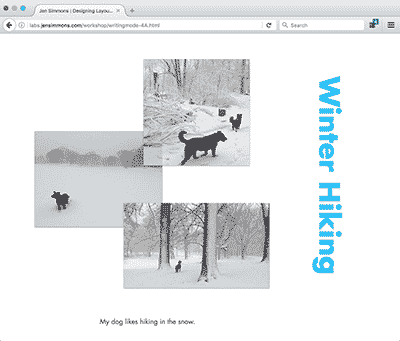 Jen Simmons | Designing Layou...
labs.jensimmons.com/workshop/writingmode-4A.html
Search
Winter Hiking
My dog likes hiking in the snow.